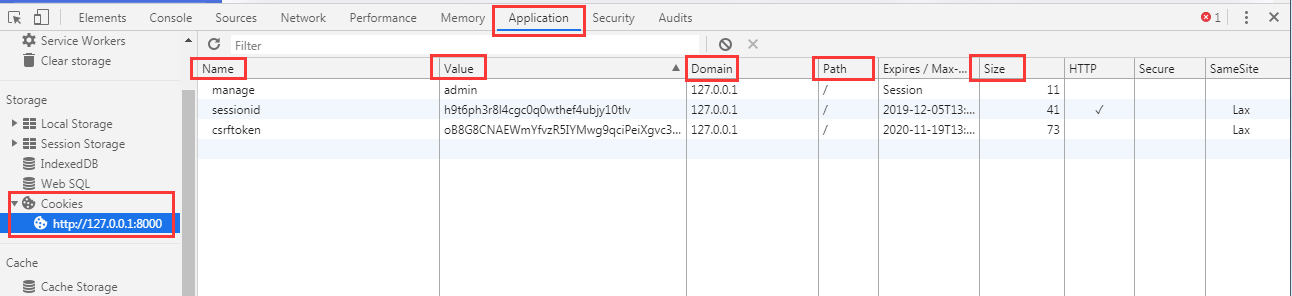 Elements Console Sources Network Performance Memory Application Security Audits 1
Service Workers
Clear storage
Storage
Local Storage
Session Storage
IndexedDB
Web SQL
Cookies
http://127.0.0.1:8000
Cache
Cache Storage
Filter
Name Value Domain Path Expires / Max-... Size HTTP Secure SameSite
manage admin 127.0.0.1 / Session 11
sessionid h9t6ph3r8l4cgc0q0wthef4ubjy10tlv 127.0.0.1 / 2019-12-05T13:... 41 ✓ Lax
csrftoken oB8G8CNAEWmYfvzR5IYMwg9qciPeiXgvc3... 127.0.0.1 / 2020-11-19T13:... 73 Lax